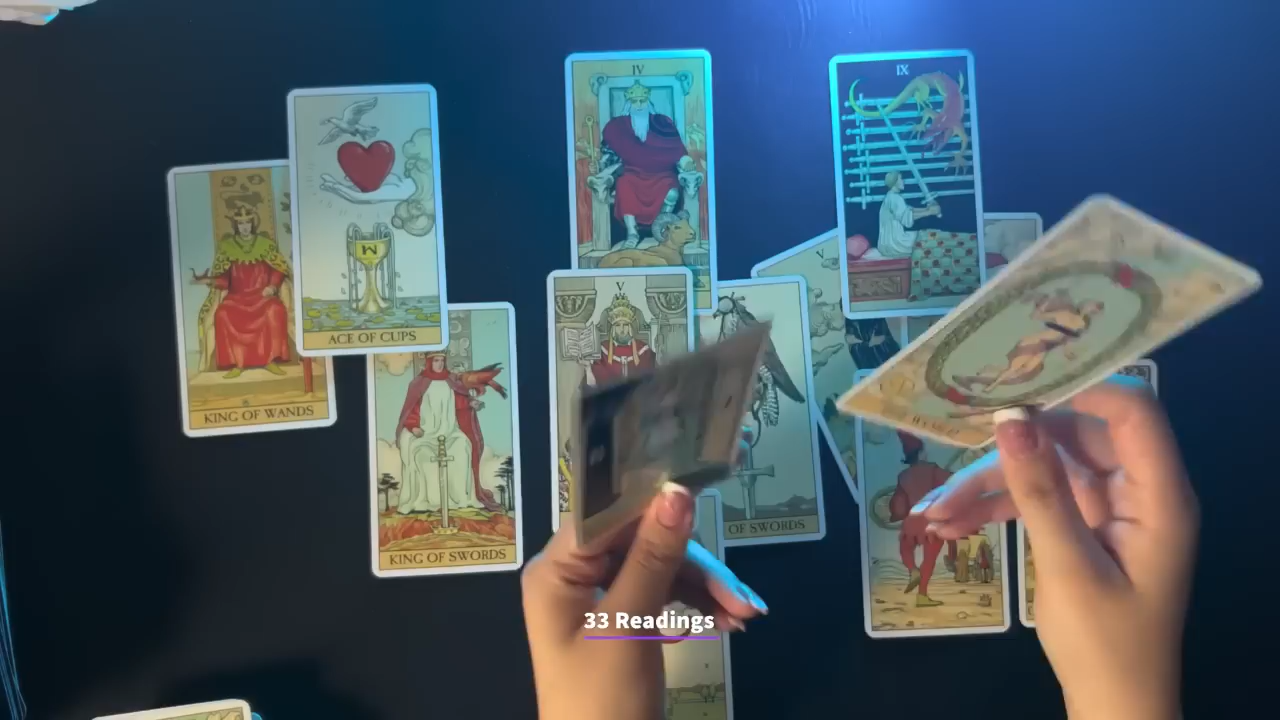 IV
IX
V
V
ACE OF CUPS
KING OF WANDS
OF SWORDS
KING OF SWORDS
33 Readings